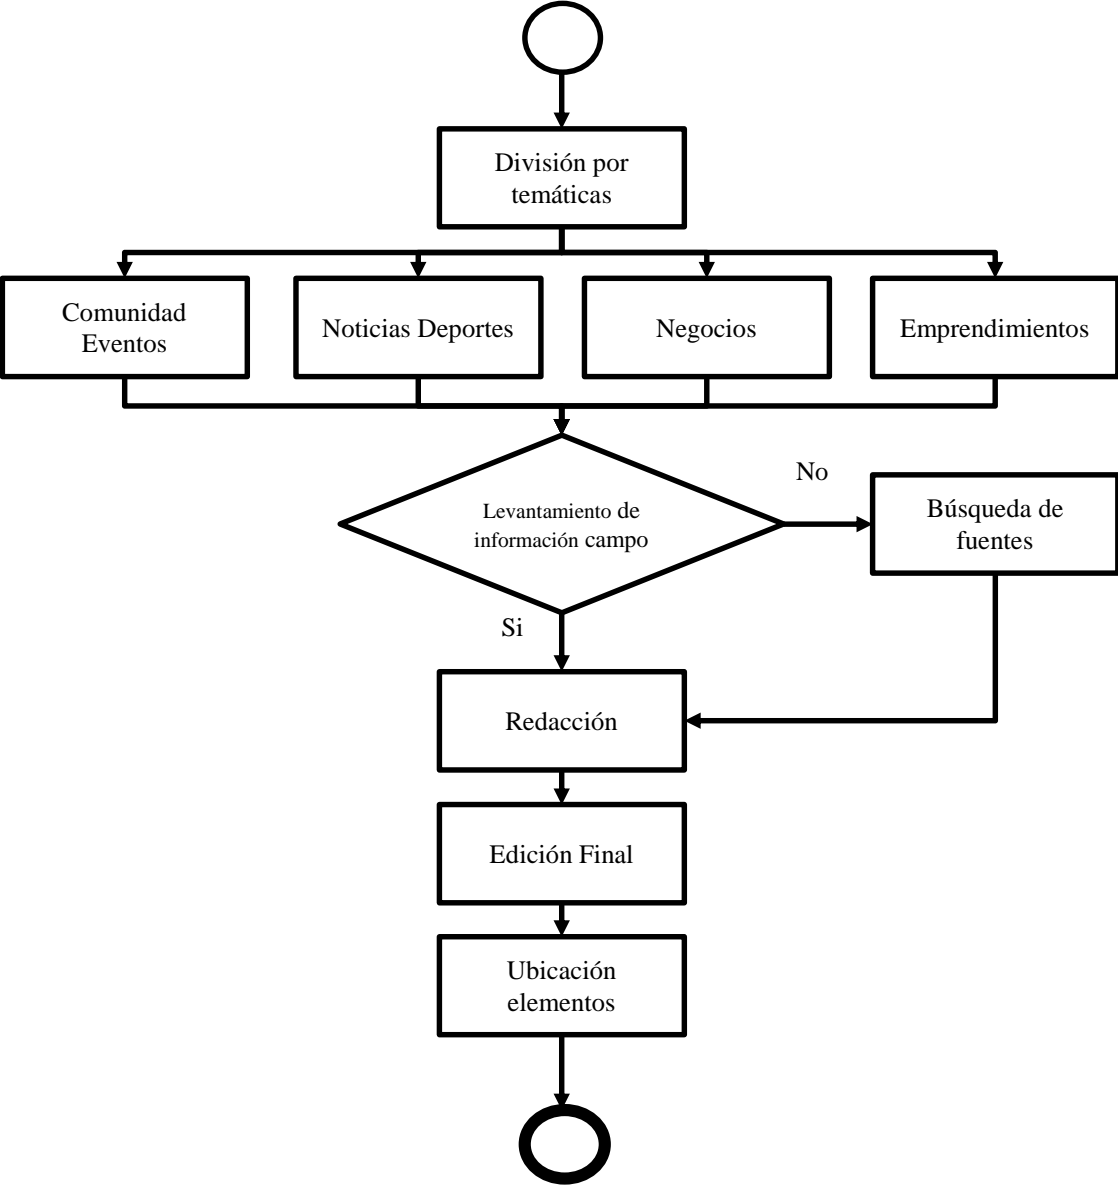 División por
temáticas
Comunidad
Eventos
Noticias Deportes
Negocios
Emprendimientos
Levantamiento de
información campo
No
Búsqueda de
fuentes
Si
Redacción
Edición Final
Ubicación
elementos